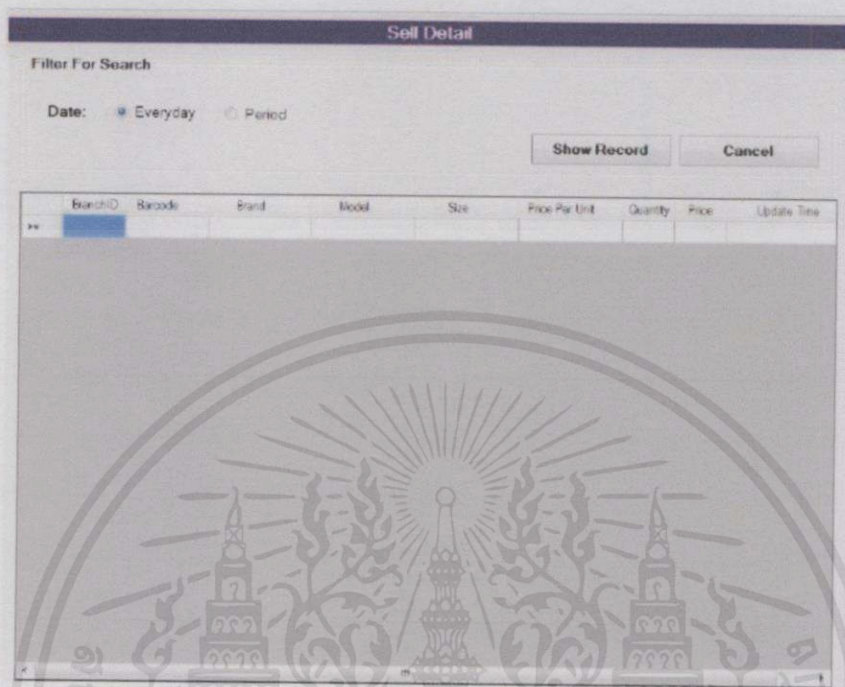 Sell Detail
Filter For Search
Date: Everyday Period
Show Record Cancel
BranchID Barcode Brand Model Size Price Per Unit Quantity Price Update Time